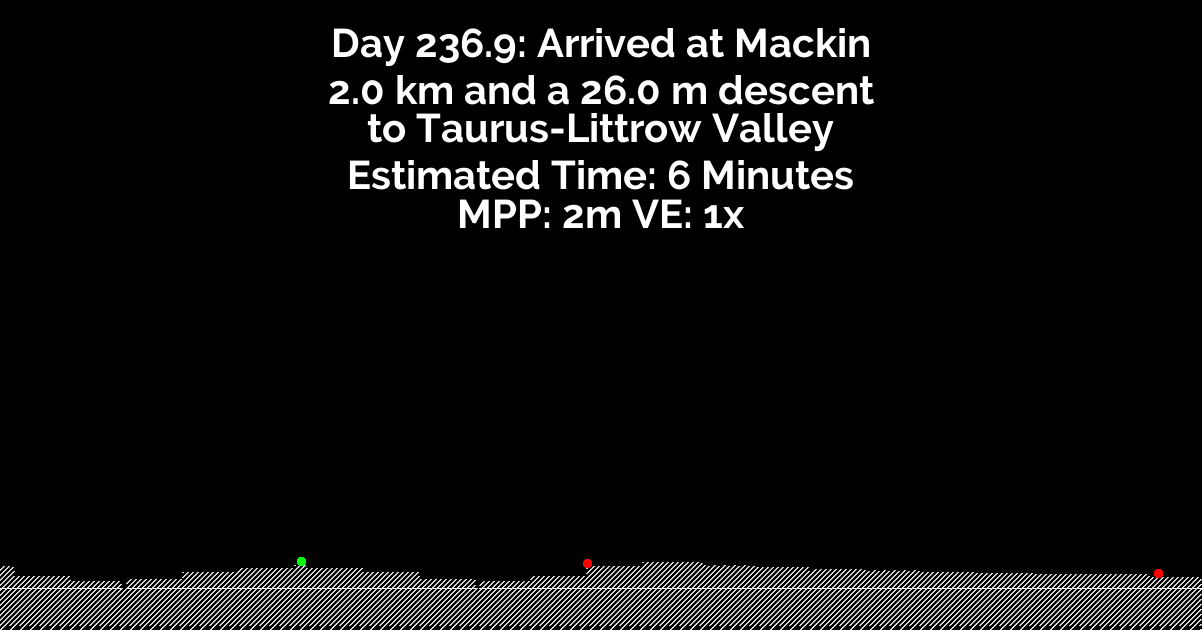 Day 236.9: Arrived at Mackin
2.0 km and a 26.0 m descent
to Taurus-Littrow Valley
Estimated Time: 6 Minutes
MPP: 2m VE: 1x